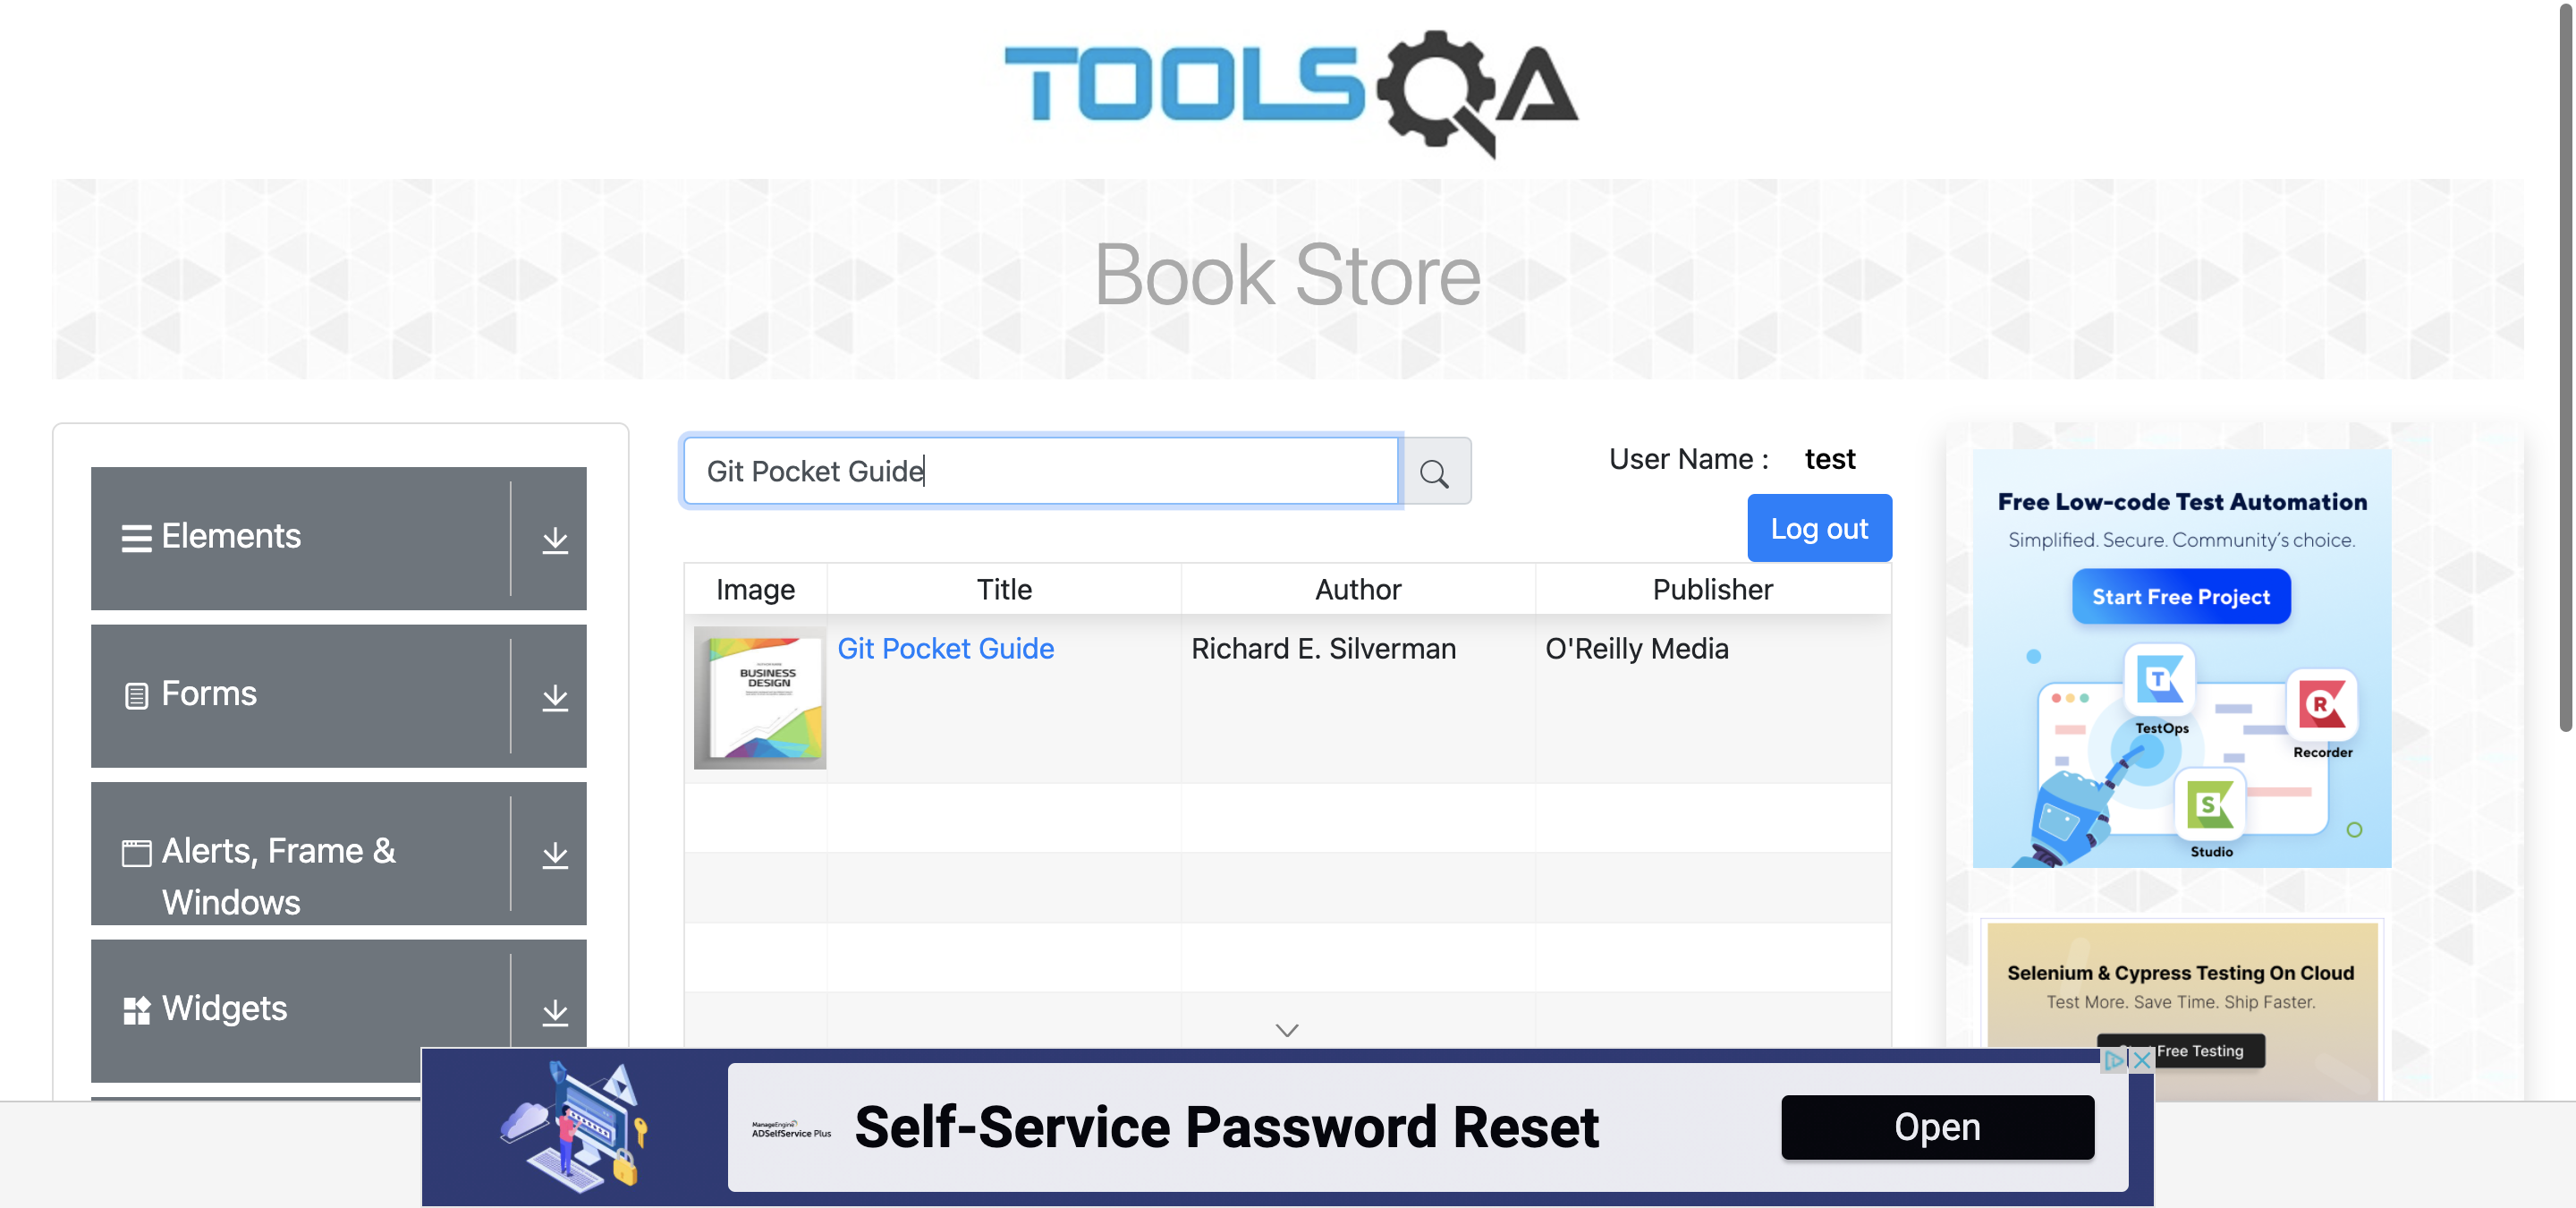 TOOLSQA
Book Store
Elements
Forms
Alerts, Frame &
Windows
Widgets
Git Pocket Guide
User Name : test
Log out
Image Title Author Publisher
BUSINESS
DESIGN
Git Pocket Guide Richard E. Silverman O'Reilly Media
Free Low-code Test Automation
Simplified. Secure. Community's choice.
Start Free Project
T
TestOps
R
Recorder
S
Studio
Selenium & Cypress Testing On Cloud
Test More. Save Time. Ship Faster.
Free Testing
ManageEngine
ADSelfService Plus
Self-Service Password Reset
Open